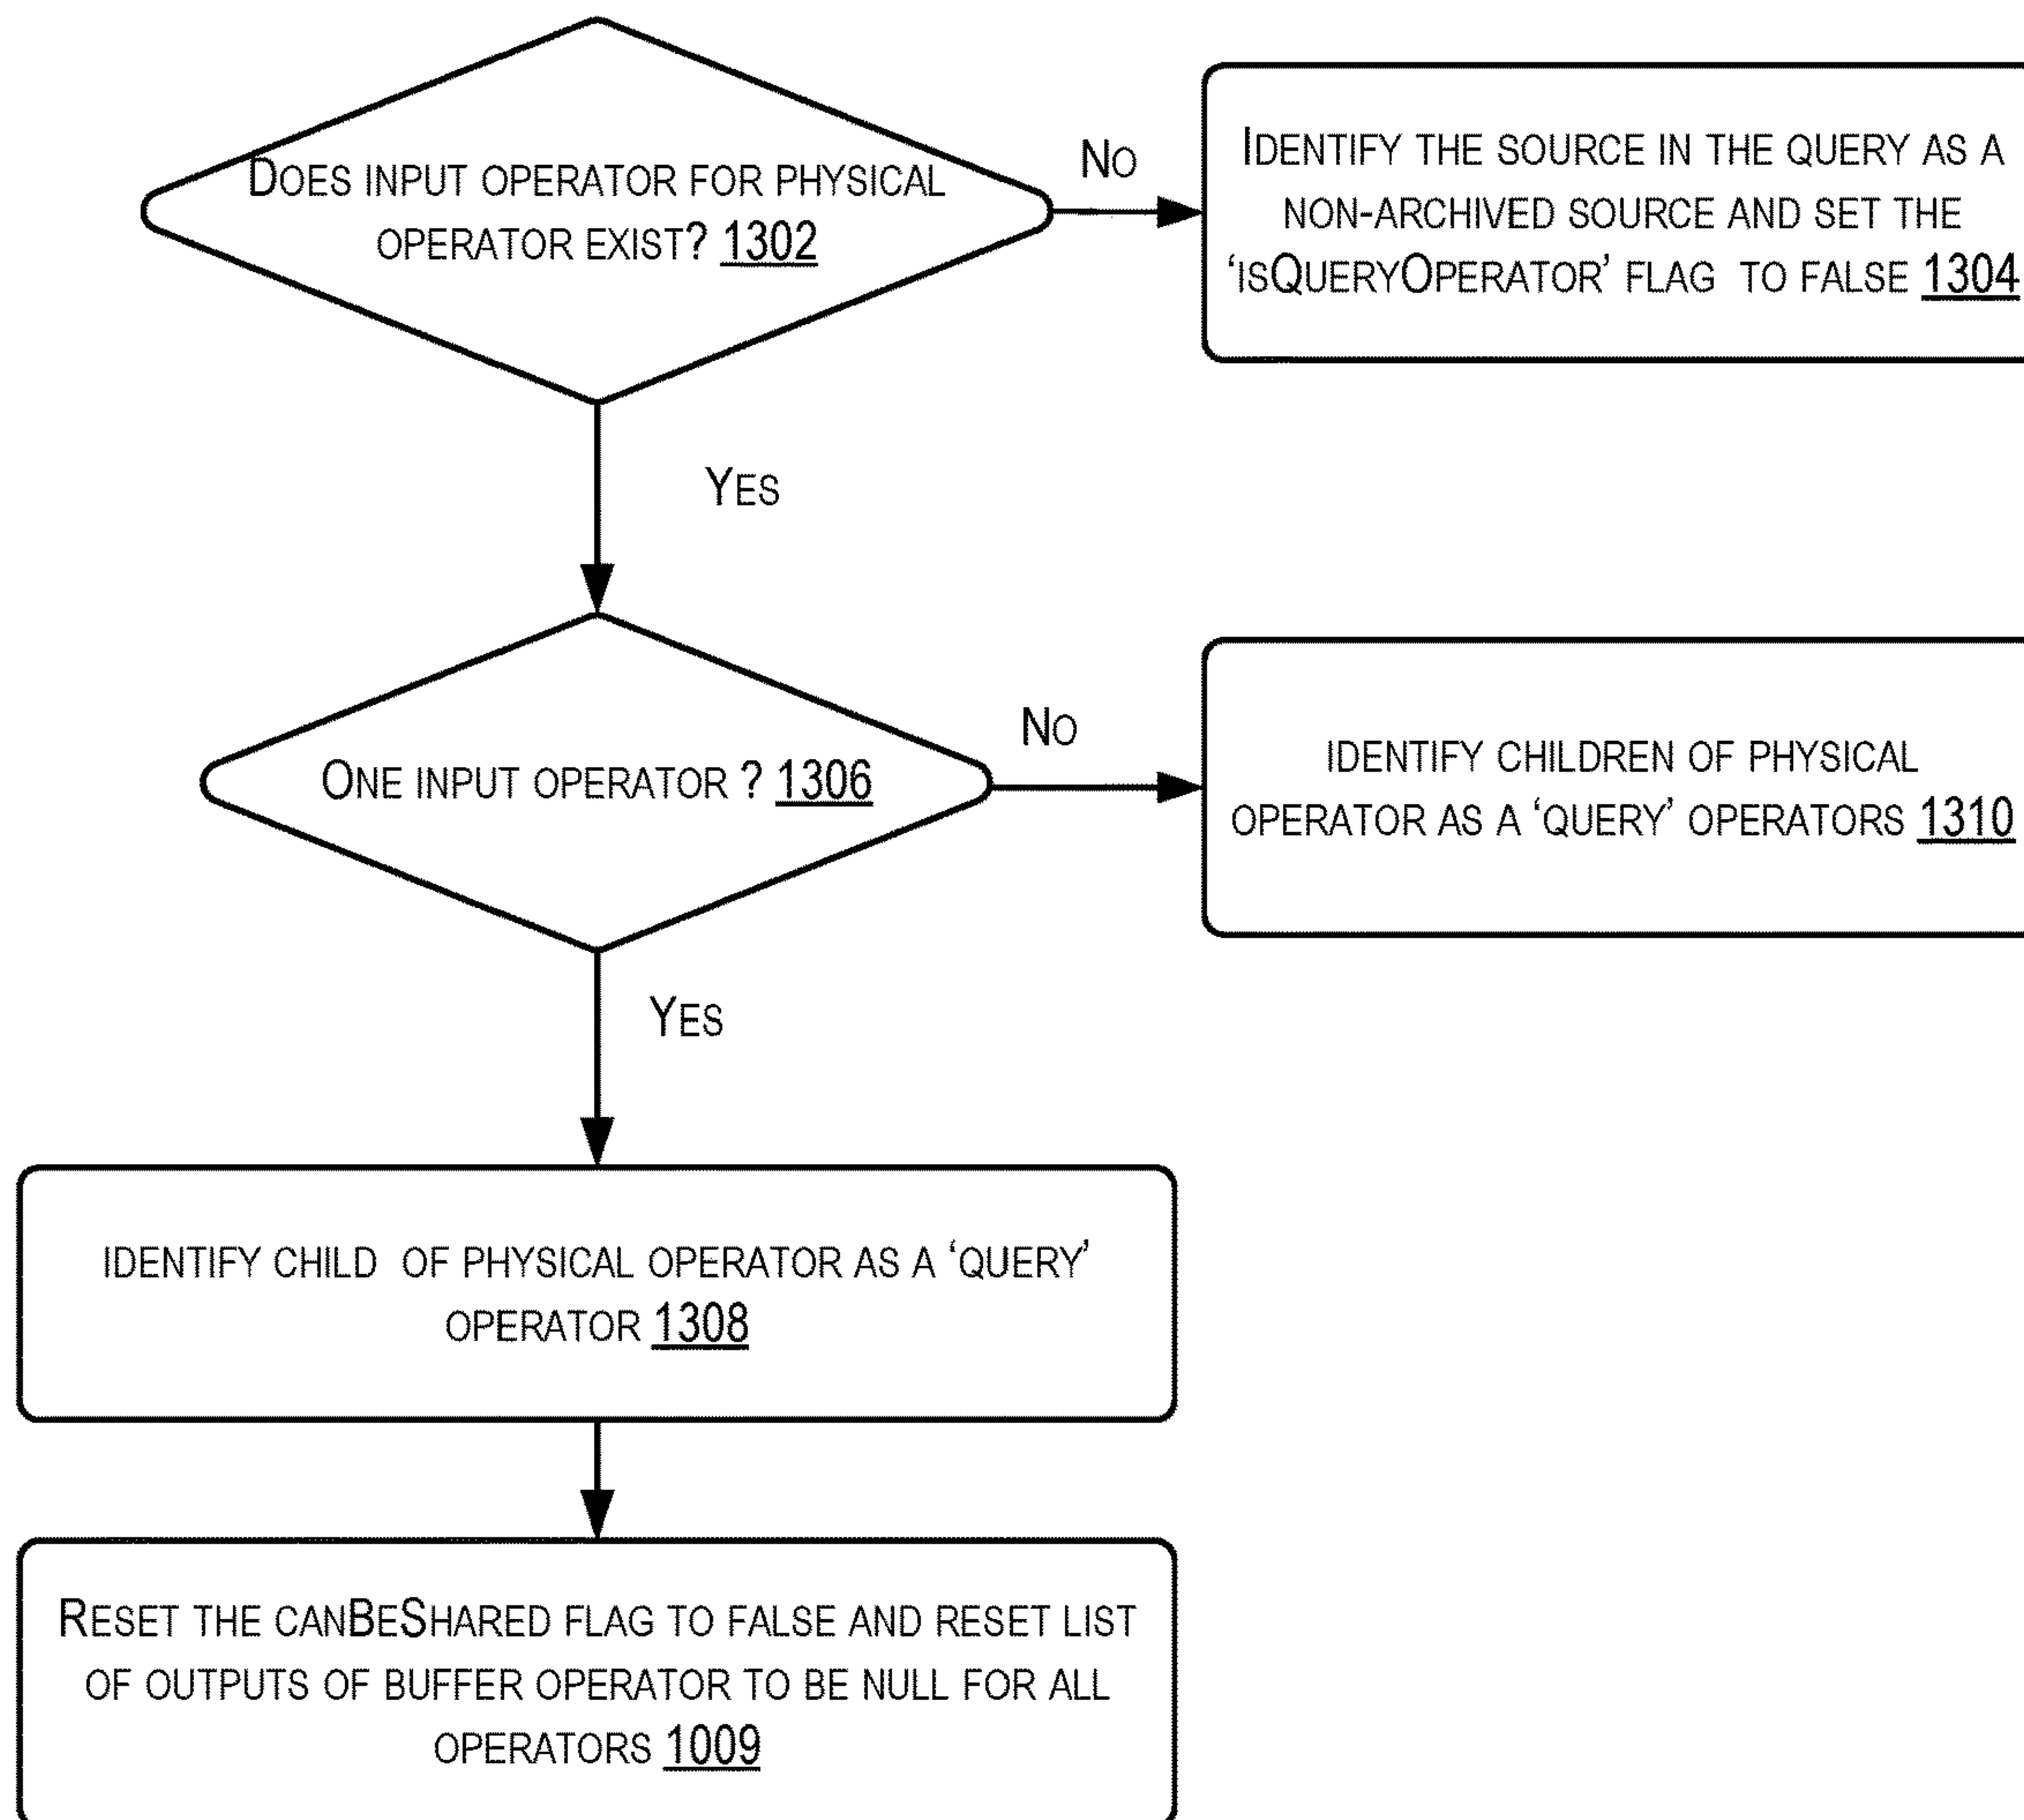 Does input operator for physical
operator exist? 1302
No
Identify the source in the query as a
non-archived source and set the
‘isQueryOperator’ flag to false 1304
Yes
One input operator ? 1306
No
identify children of physical
operator as a ‘query’ operators 1310
Yes
identify child of physical operator as a ‘query’
operator 1308
Reset the canBeShared flag to false and reset list
of outputs of buffer operator to be null for all
operators 1009